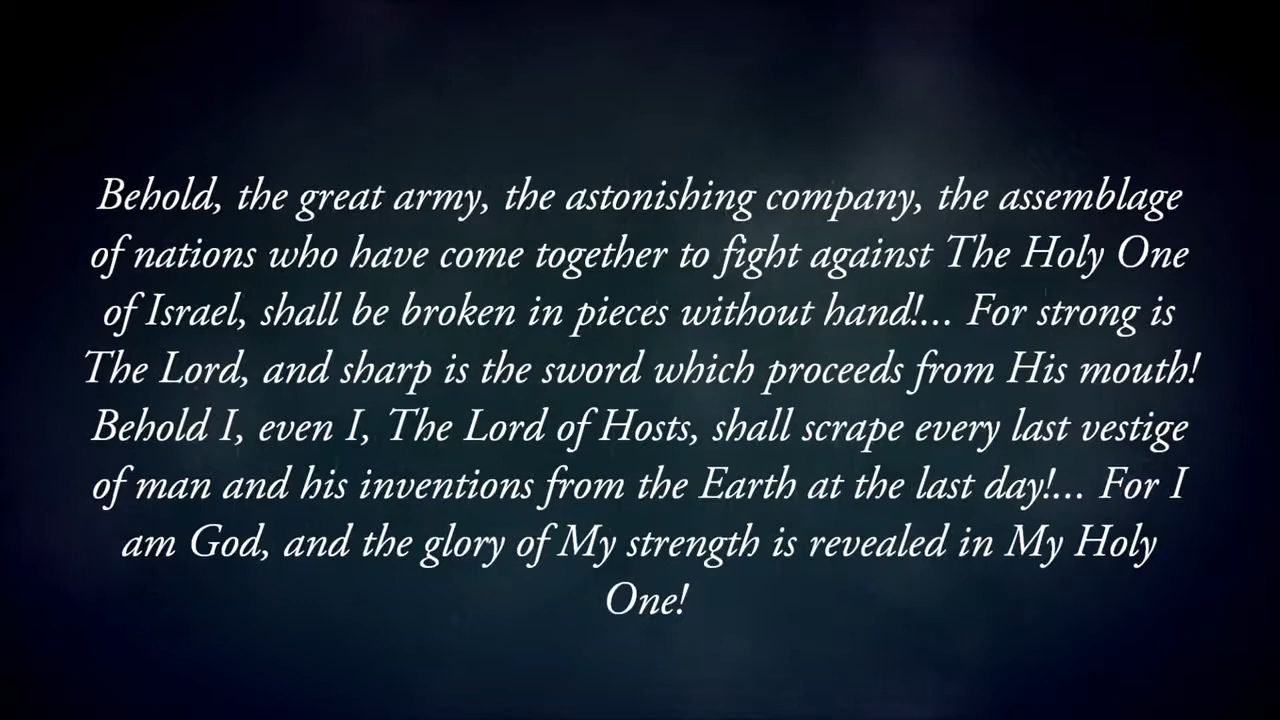 Behold, the great army, the astonishing company, the assemblage
of nations who have come together to fight against The Holy One
of Israel, shall be broken in pieces without hand!... For strong is
The Lord, and sharp is the sword which proceeds from His mouth!
Behold I, even I, The Lord of Hosts, shall scrape every last vestige
of man and his inventions from the Earth at the last day!... For I
am God, and the glory of My strength is revealed in My Holy
One!